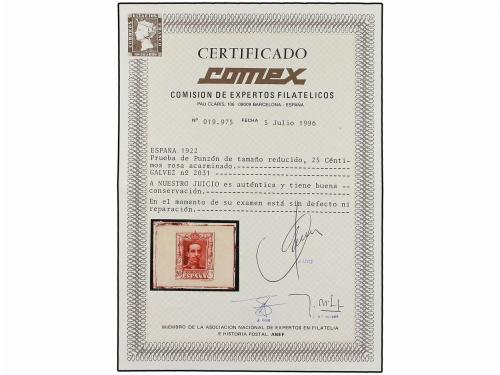 CERTIFICADO
comex
COMISION DE EXPERTOS FILATELICOS
PAU CLARIS, 106 08009 BARCELONA - ESPAÑA
Nº 019.975 FECHA 5 Julio 1996
ESPAÑA 1922
Prueba de Punzón de tamaño reducido, 25 Cénti-
mos rosa acarminado.
GALVEZ nº 2031
A NUESTRO JUICIO es auténtica y tiene buena --
conservación.
En el momento de su examen está sin defecto ni
reparación.
ESPAÑA
MIEMBRO DE LA ASOCIACION NACIONAL DE EXPERTOS EN FILATELIA
E HISTORIA POSTAL. ANEF